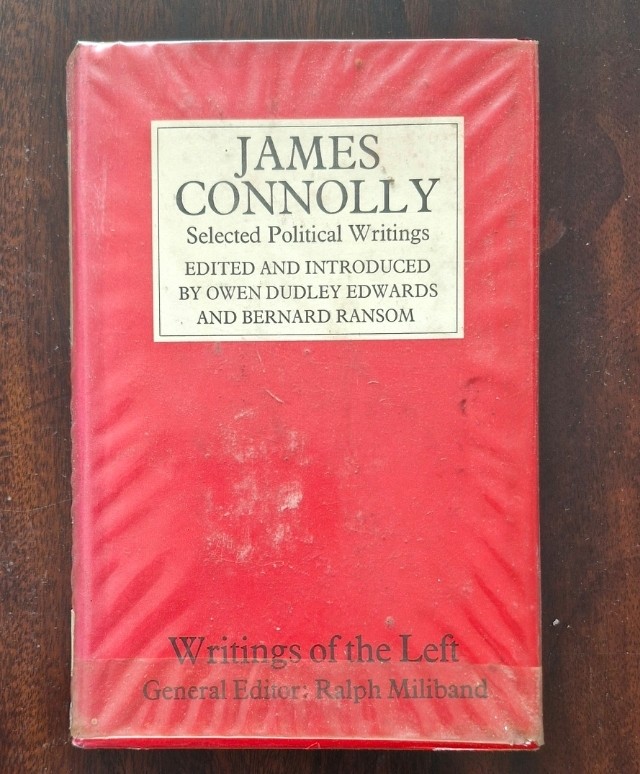 JAMES
CONNOLLY
Selected Political Writings
EDITED AND INTRODUCED
BY OWEN DUDLEY EDWARDS
AND BERNARD RANSOM
Writings of the Left
General Editor: Ralph Miliband